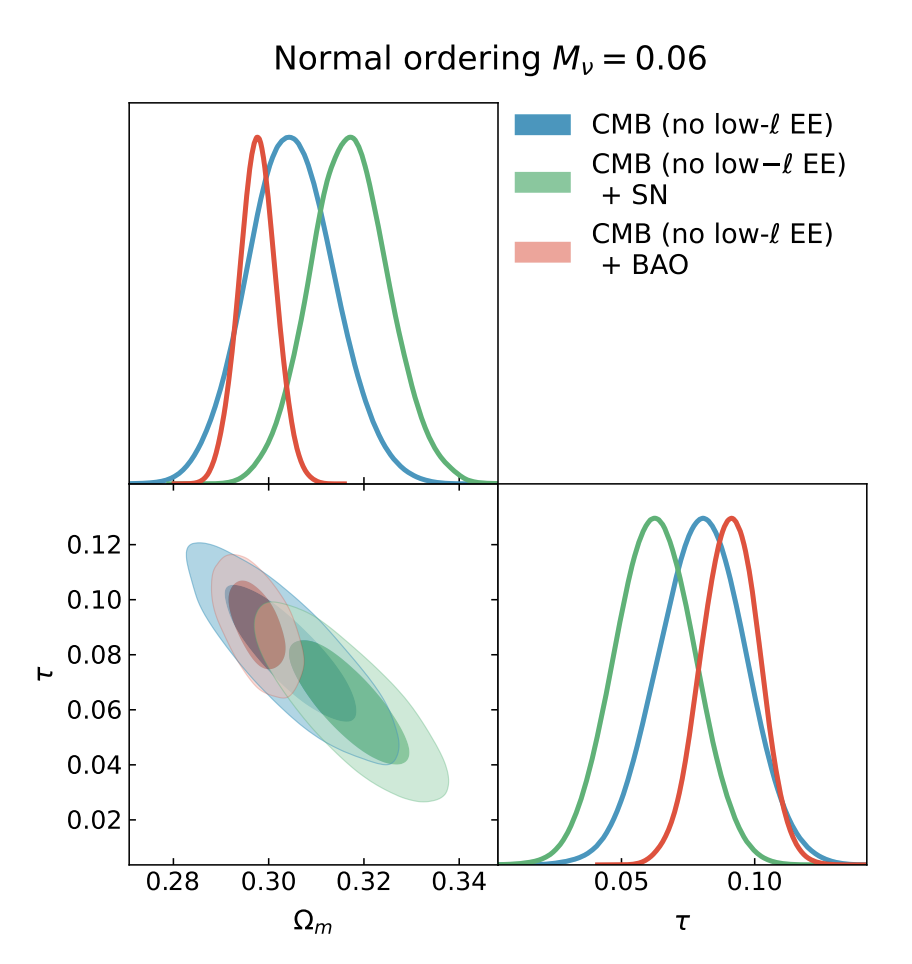 Normal ordering $M_\nu = 0.06$
CMB (no low-ℓ EE)
CMB (no low−ℓ EE)
+ SN
CMB (no low-ℓ EE)
+ BAO
0.12
0.10
0.08
0.06
0.04
0.02
τ
0.28 0.30 0.32 0.34
$\Omega_m$
0.05 0.10
τ